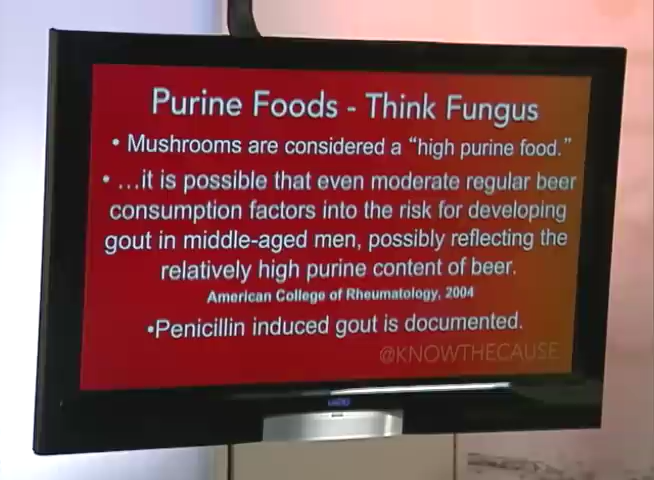 Purine Foods - Think Fungus
• Mushrooms are considered a “high purine food.”
• …it is possible that even moderate regular beer
consumption factors into the risk for developing
gout in middle-aged men, possibly reflecting the
relatively high purine content of beer.
American College of Rheumatology, 2004
•Penicillin induced gout is documented.
@KNOWTHECAUSE